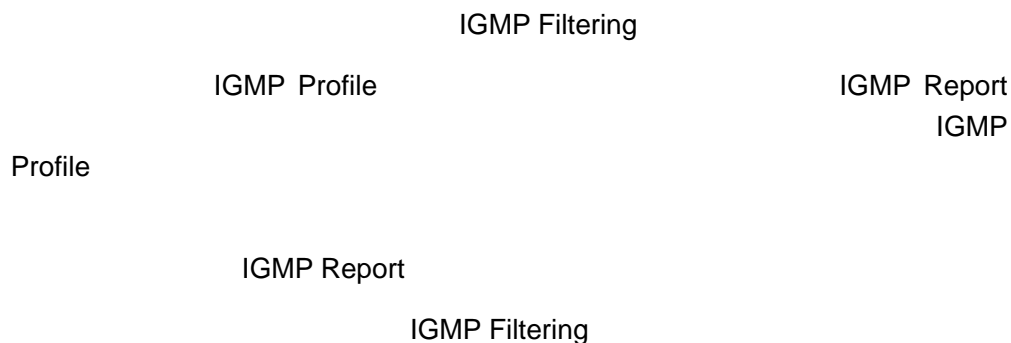 IGMP Filtering
IGMP Profile IGMP Report
IGMP
Profile
IGMP Report
IGMP Filtering